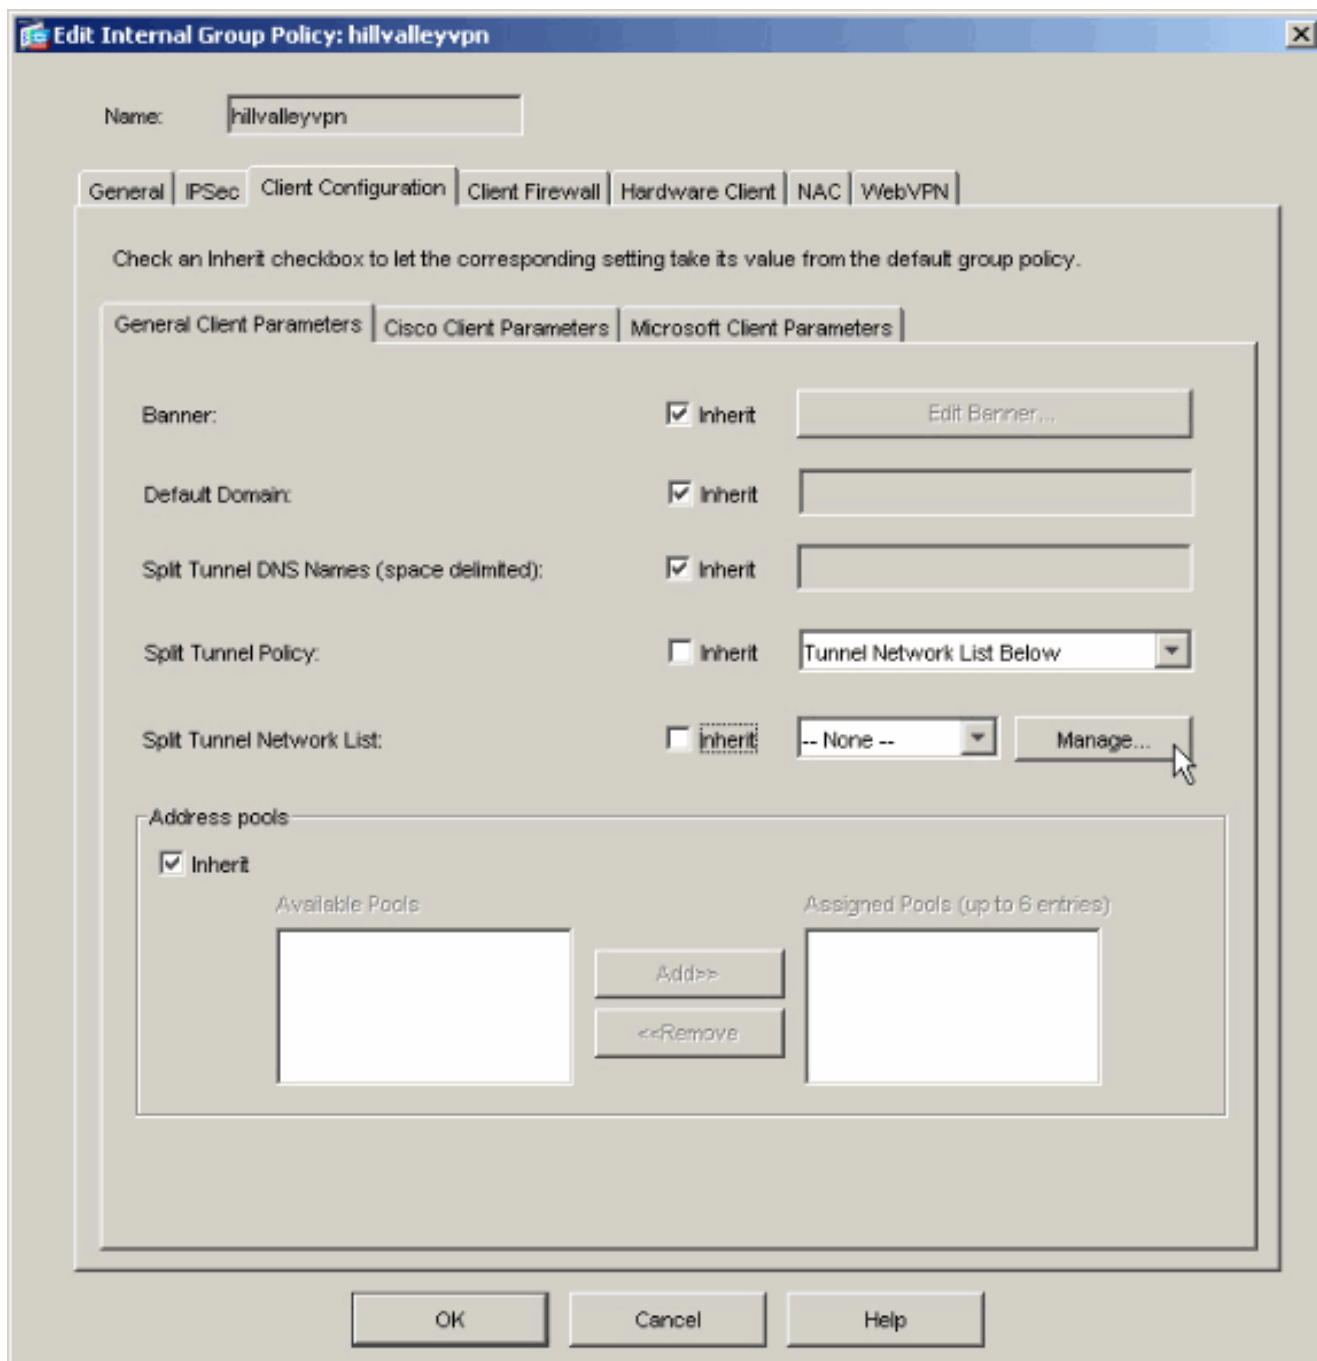 Edit Internal Group Policy: hillvalleyvpn
Name: hillvalleyvpn
General IPSec Client Configuration Client Firewall Hardware Client NAC WebVPN
Check an Inherit checkbox to let the corresponding setting take its value from the default group policy.
General Client Parameters Cisco Client Parameters Microsoft Client Parameters
Banner: Inherit Edit Banner...
Default Domain: Inherit
Split Tunnel DNS Names (space delimited): Inherit
Split Tunnel Policy: Inherit Tunnel Network List Below
Split Tunnel Network List: Inherit -- None -- Manage...
Address pools
Inherit
Available Pools Assigned Pools (up to 6 entries)
Add>>
<<Remove
OK Cancel Help